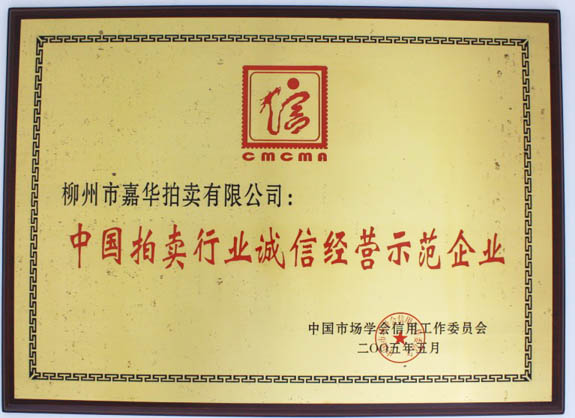 信
CMCMA
柳州市嘉华拍卖有限公司：
中国拍卖行业诚信经营示范企业
中国市场学会信用工作委员会
二〇〇五年五月